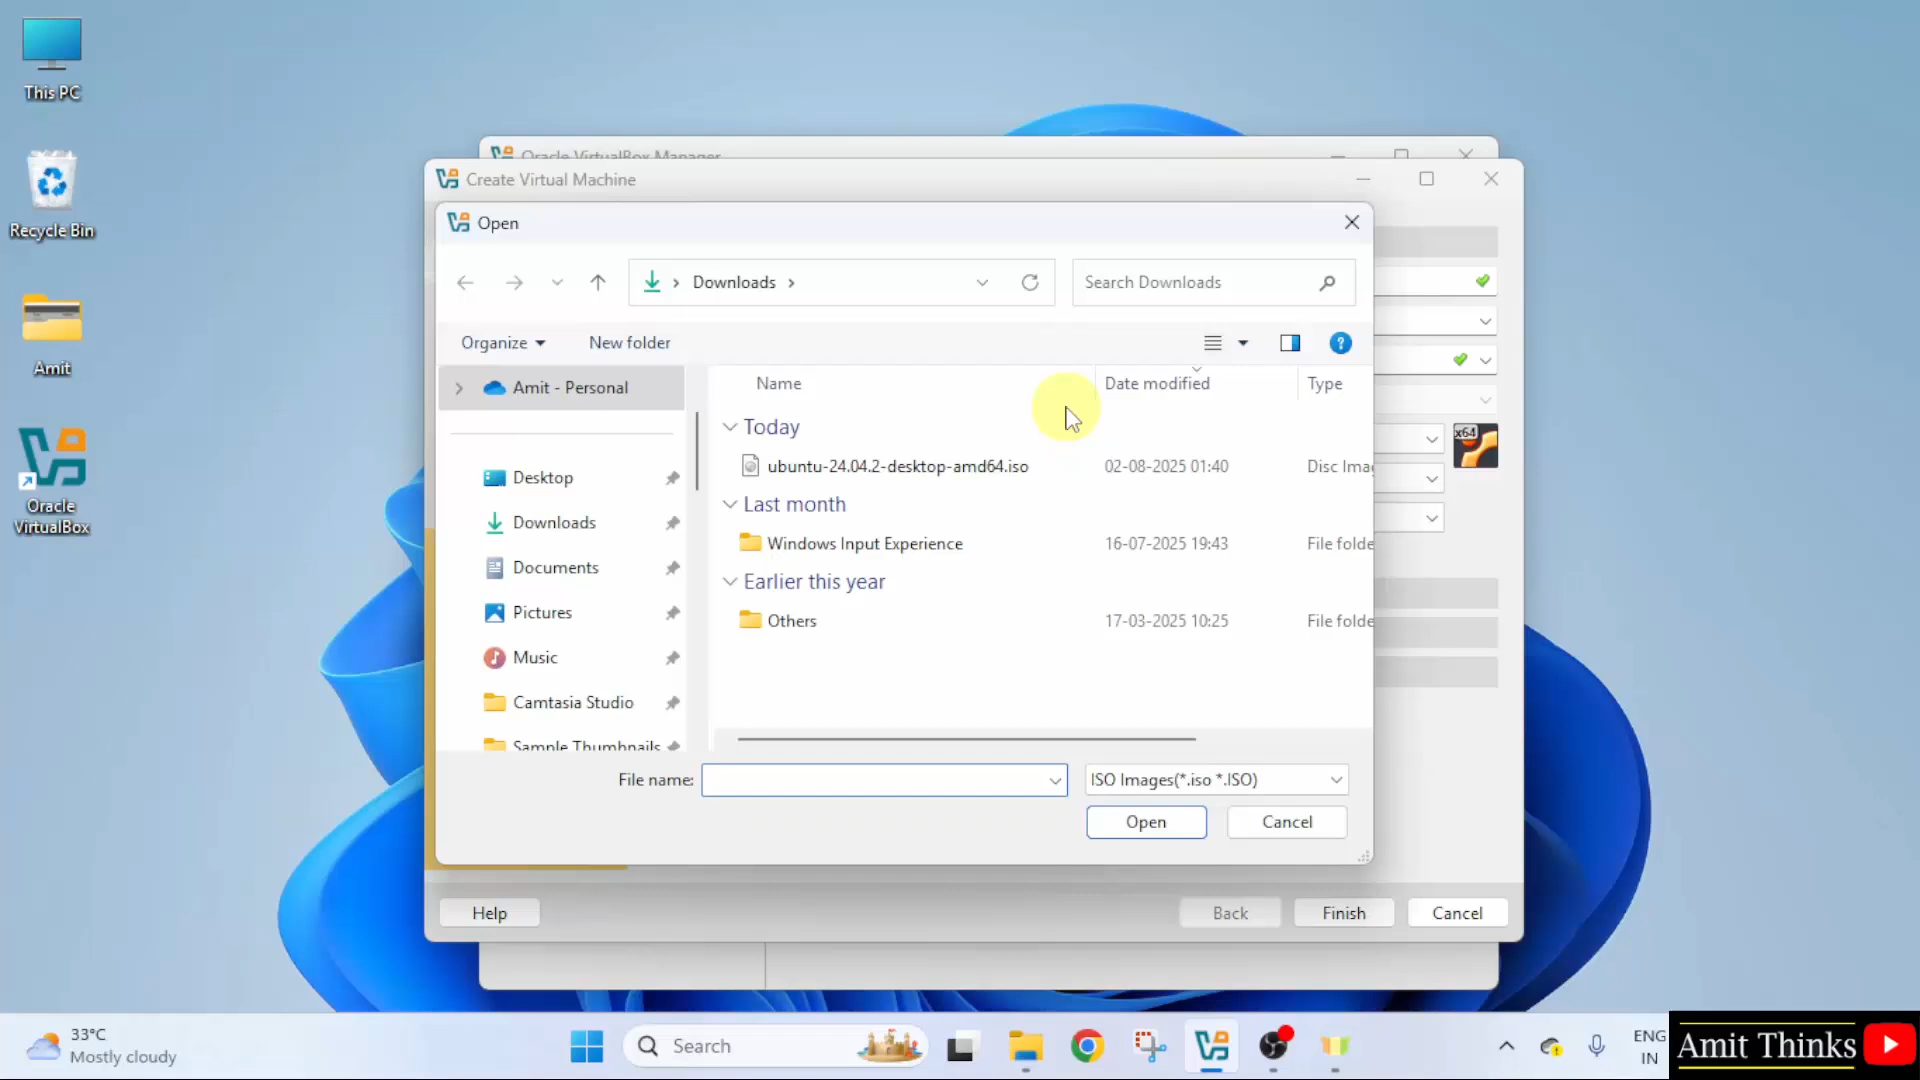 This PC
Recycle Bin
Amit
Oracle
VirtualBox
Oracle VirtualBox Manager
Create Virtual Machine
Open
Downloads
Search Downloads
Organize
New folder
Amit - Personal
Desktop
Downloads
Documents
Pictures
Music
Camtasia Studio
Sample Thumbnails
Name Date modified Type
Today
ubuntu-24.04.2-desktop-amd64.iso 02-08-2025 01:40 Disc Ima
Last month
Windows Input Experience 16-07-2025 19:43 File folde
Earlier this year
Others 17-03-2025 10:25 File folde
x64
File name: ISO Images(*.iso *.ISO)
Open Cancel
Help Back Finish Cancel
33°C
Mostly cloudy
Search
ENG
IN
Amit Thinks